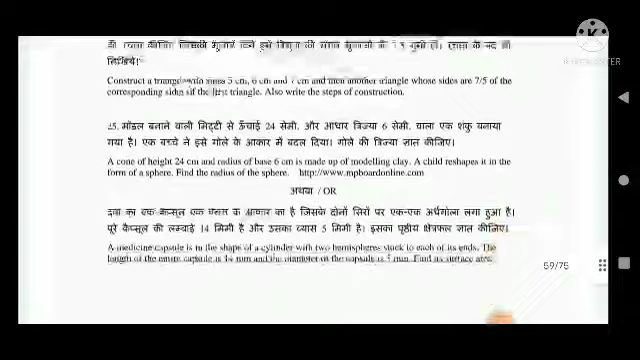 KINEMASTER
लिखिये।
Construct a triangle with sides 5 cm, 6 cm and 7 cm and then another triangle whose sides are 7/5 of the
corresponding sides of the first triangle. Also write the steps of construction.
25. मॉडल बनाने वाली मिट्टी से ऊँचाई 24 सेमी, और आधार त्रिज्या 6 सेमी, वाला एक शंकु बनाया
गया है। एक बच्चे ने इसे गोले के आकार में बदल दिया। गोले की त्रिज्या ज्ञात कीजिए।
A cone of height 24 cm and radius of base 6 cm is made up of modelling clay. A child reshapes it in the
form of a sphere. Find the radius of the sphere. http://www.mpboardonline.com
अथवा / OR
दवा का एक कैप्सूल एक बेलन के आकार का है जिसके दोनों सिरों पर एक-एक अर्धगोला लगा हुआ है।
पूरे कैप्सूल की लम्बाई 14 मिमी है और उसका व्यास 5 मिमी है। इसका पृष्ठीय क्षेत्रफल ज्ञात कीजिए।
A medicine capsule is in the shape of a cylinder with two hemispheres stuck to each of its ends. The
length of the entire capsule is 14 mm and the diameter of the capsule is 5 mm. Find its surface area.
59/75